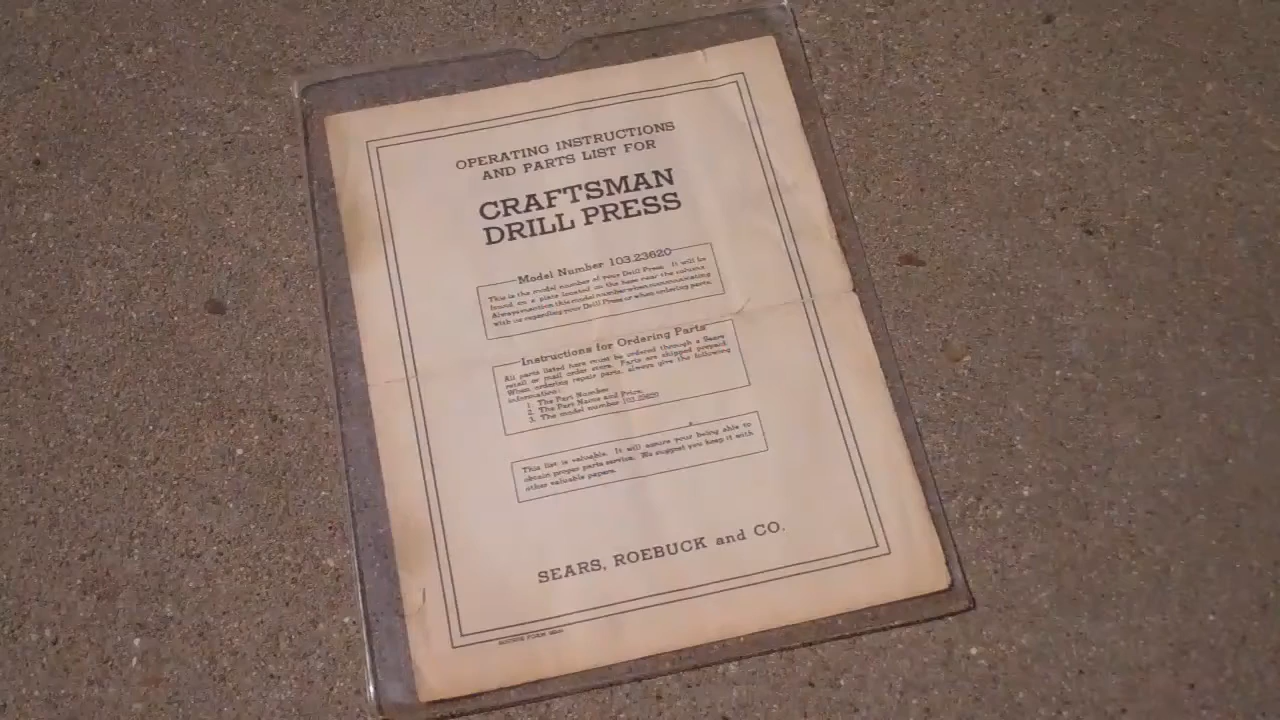 OPERATING INSTRUCTIONS
AND PARTS LIST FOR
CRAFTSMAN
DRILL PRESS
Model Number 103.23620
This is the model number of your Drill Press. It will be
found on a plate located on the base near the column.
Always mention this model number when communicating
with us regarding your Drill Press or when ordering parts.
Instructions for Ordering Parts
All parts listed here must be ordered through a Sears
retail or mail order store. Parts are shipped prepaid.
When ordering repair parts, always give the following
information:
1. The Part Number
2. The Part Name and Price
3. The model number 103.23620
This list is valuable. It will assure your being able to
obtain proper parts service. We suggest you keep it with
other valuable papers.
SEARS, ROEBUCK and CO.
FORM